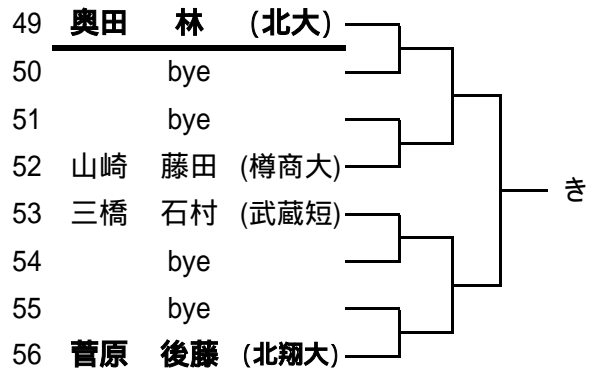 49 奥田 林 (北大)
50 bye
51 bye
52 山崎 藤田 (樽商大)
53 三橋 石村 (武蔵短)
54 bye
55 bye
56 菅原 後藤 (北翔大)
き